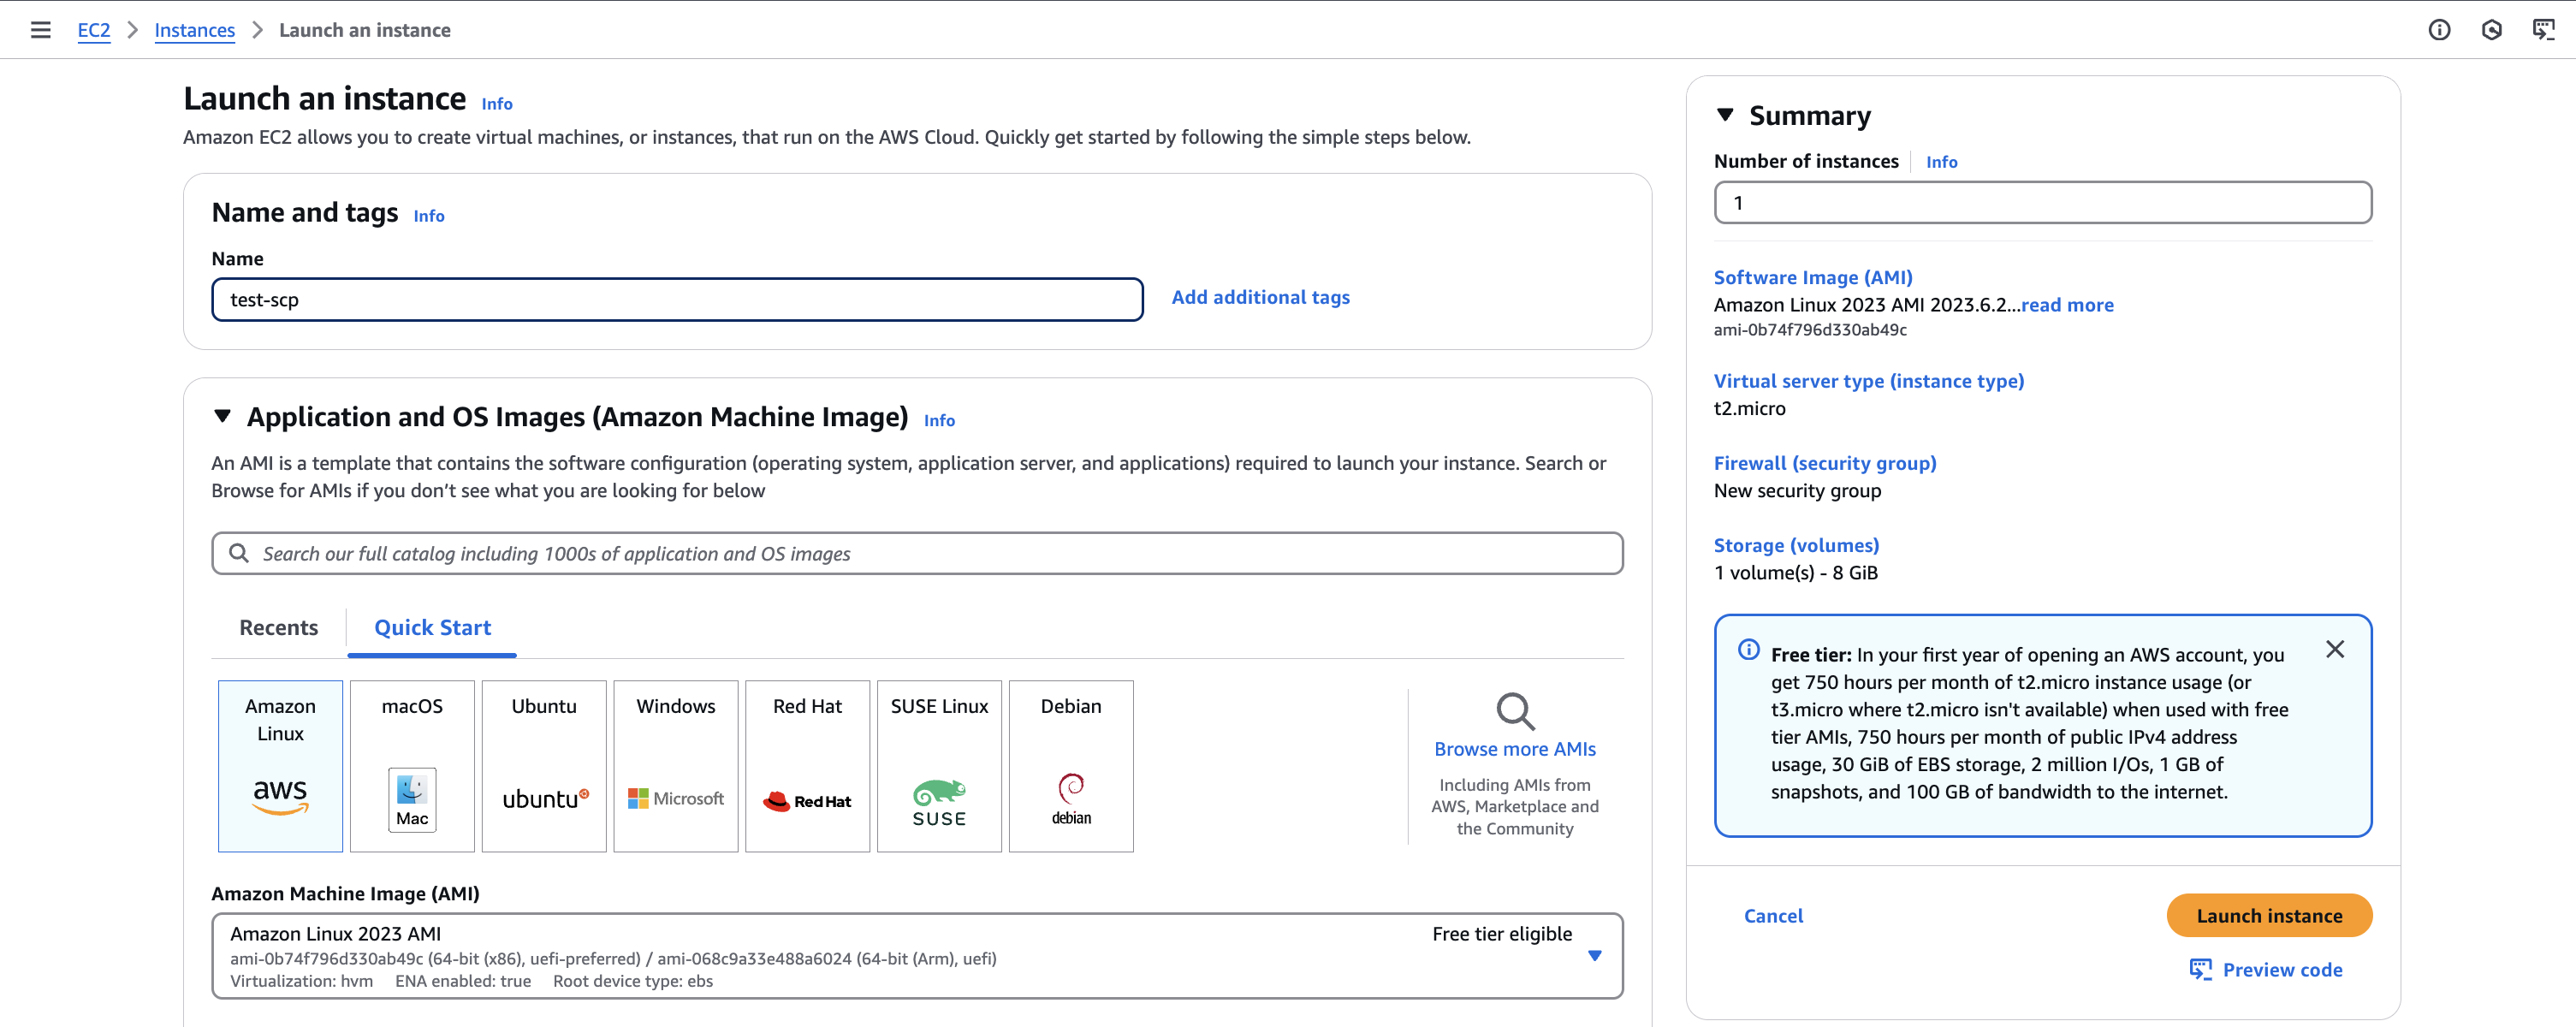 EC2 > Instances > Launch an instance
Launch an instance Info
Amazon EC2 allows you to create virtual machines, or instances, that run on the AWS Cloud. Quickly get started by following the simple steps below.
Name and tags Info
Name
test-scp
Add additional tags
Application and OS Images (Amazon Machine Image) Info
An AMI is a template that contains the software configuration (operating system, application server, and applications) required to launch your instance. Search or
Browse for AMIs if you don’t see what you are looking for below
Search our full catalog including 1000s of application and OS images
Recents
Quick Start
Amazon
Linux
aws
macOS
Mac
Ubuntu
ubuntu
Windows
Microsoft
Red Hat
Red Hat
SUSE Linux
SUSE
Debian
debian
Browse more AMIs
Including AMIs from
AWS, Marketplace and
the Community
Amazon Machine Image (AMI)
Amazon Linux 2023 AMI
Free tier eligible
ami-0b74f796d330ab49c (64-bit (x86), uefi-preferred) / ami-068c9a33e488a6024 (64-bit (Arm), uefi)
Virtualization: hvm ENA enabled: true Root device type: ebs
Summary
Number of instances Info
1
Software Image (AMI)
Amazon Linux 2023 AMI 2023.6.2...read more
ami-0b74f796d330ab49c
Virtual server type (instance type)
t2.micro
Firewall (security group)
New security group
Storage (volumes)
1 volume(s) - 8 GiB
Free tier: In your first year of opening an AWS account, you
get 750 hours per month of t2.micro instance usage (or
t3.micro where t2.micro isn't available) when used with free
tier AMIs, 750 hours per month of public IPv4 address
usage, 30 GiB of EBS storage, 2 million I/Os, 1 GB of
snapshots, and 100 GB of bandwidth to the internet.
Cancel
Launch instance
Preview code